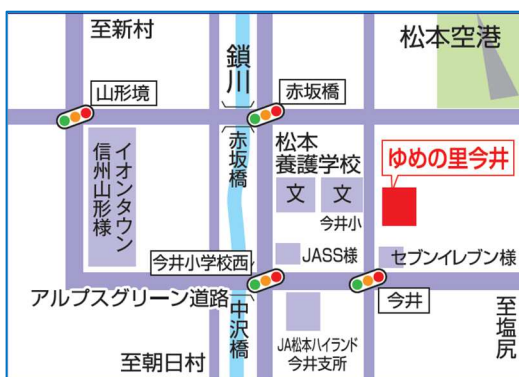 至新村
松本空港
鎖川
山形境
赤坂橋
赤坂橋
松本
養護学校
ゆめの里今井
イオンタウン
信州山形様
文
文
今井小
JASS様
セブンイレブン様
今井小学校西
アルプスグリーン道路
今井
中沢橋
至塩尻
JA松本ハイランド
今井支所
至朝日村